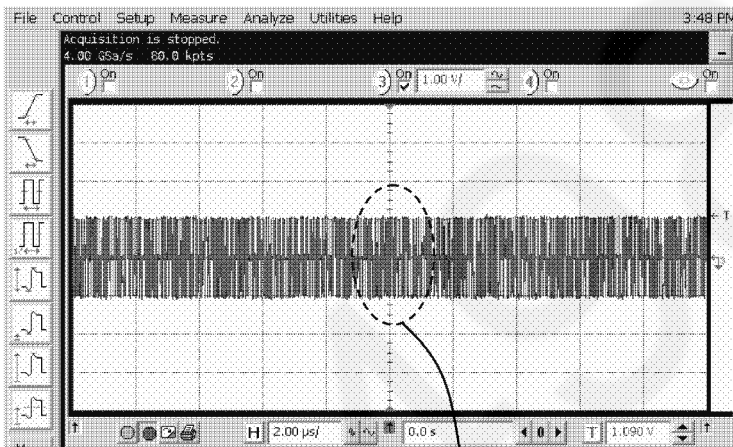 File Control Setup Measure Analyze Utilities Help 3:48 PM
Acquisition is stopped.
4.00 GSa/s 80.0 kpts
1 On 2 On 3 On 1.00 V/ 4 On On
T
H 2.00 µs/ 0.0 s 0 T 1.090 V